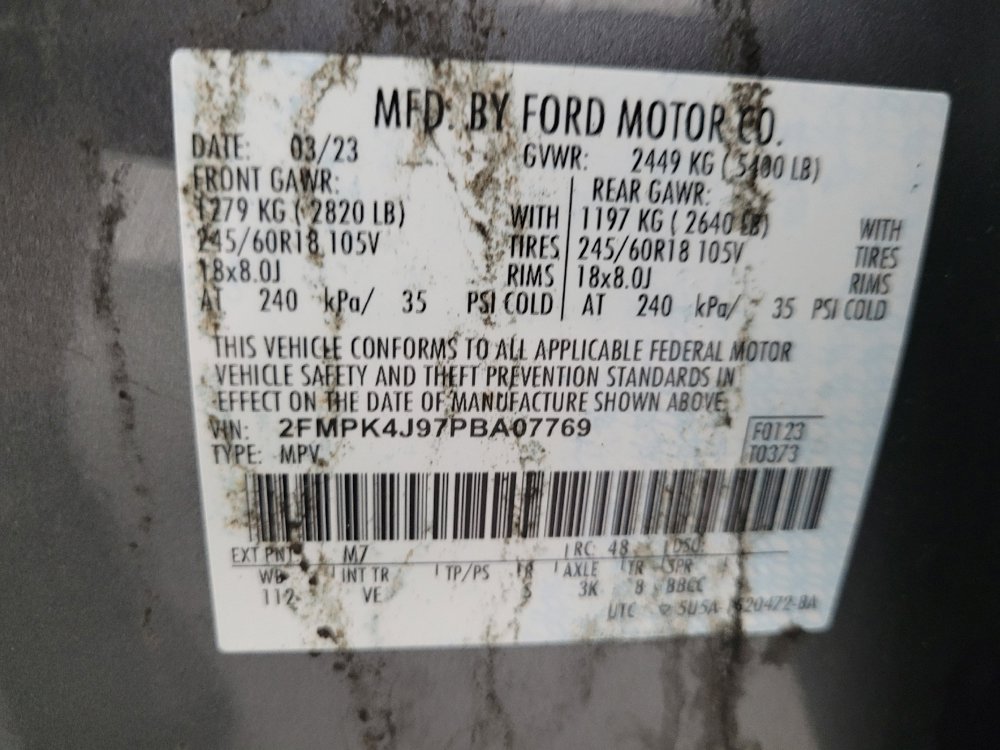 MFD. BY FORD MOTOR CO.
DATE: 03/23 GVWR: 2449 KG ( 5400 LB)
FRONT GAWR: REAR GAWR:
1279 KG ( 2820 LB) WITH 1197 KG ( 2640 LB) WITH
245/60R18 105V TIRES 245/60R18 105V TIRES
18x8.0J RIMS 18x8.0J RIMS
AT 240 kPa/ 35 PSI COLD AT 240 kPa/ 35 PSI COLD
THIS VEHICLE CONFORMS TO ALL APPLICABLE FEDERAL MOTOR
VEHICLE SAFETY AND THEFT PREVENTION STANDARDS IN
EFFECT ON THE DATE OF MANUFACTURE SHOWN ABOVE.
VIN: 2FMPK4J97PBA07769 F0123
TYPE: MPV T0373
EXT PNT M7 RC: 48 DSO:
WB INT TR TP/PS R AXLE TR SPR
112 VE 3K 8 BBCC
UTC